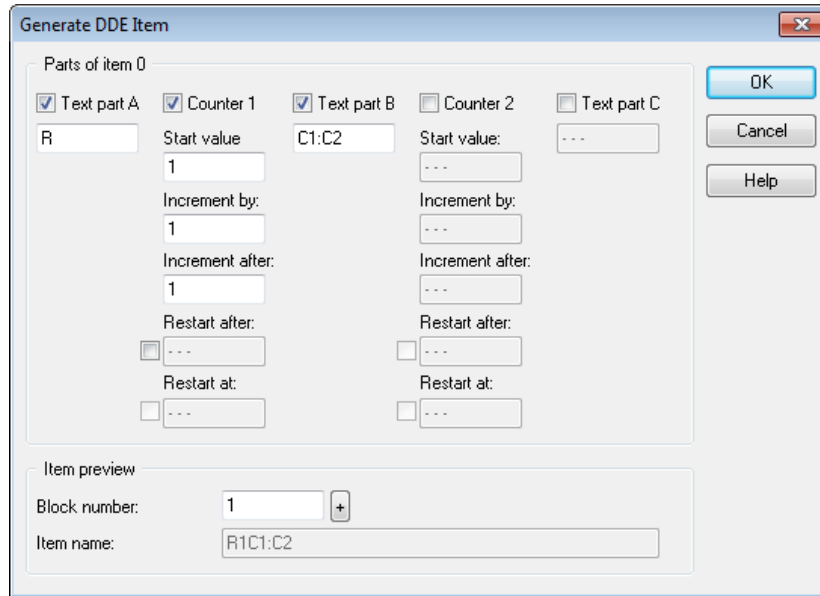 Generate DDE Item
Parts of item 0
OK
Text part A Counter 1 Text part B Counter 2 Text part C
R Start value C1:C2 Start value: - - -
Cancel
1 - - -
Help
Increment by: Increment by:
1 - - -
Increment after: Increment after:
1 - - -
Restart after: Restart after:
- - - - - -
Restart at: Restart at:
- - - - - -
Item preview
Block number: 1 +
Item name: R1C1:C2